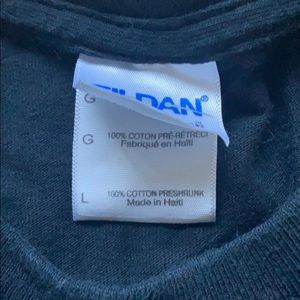 G
ILDAN®
G
100% COTON PRÉ-RÉTRÉCI
Fabriqué en Haïti
L
100% COTTON PRESHRUNK
Made in Haiti